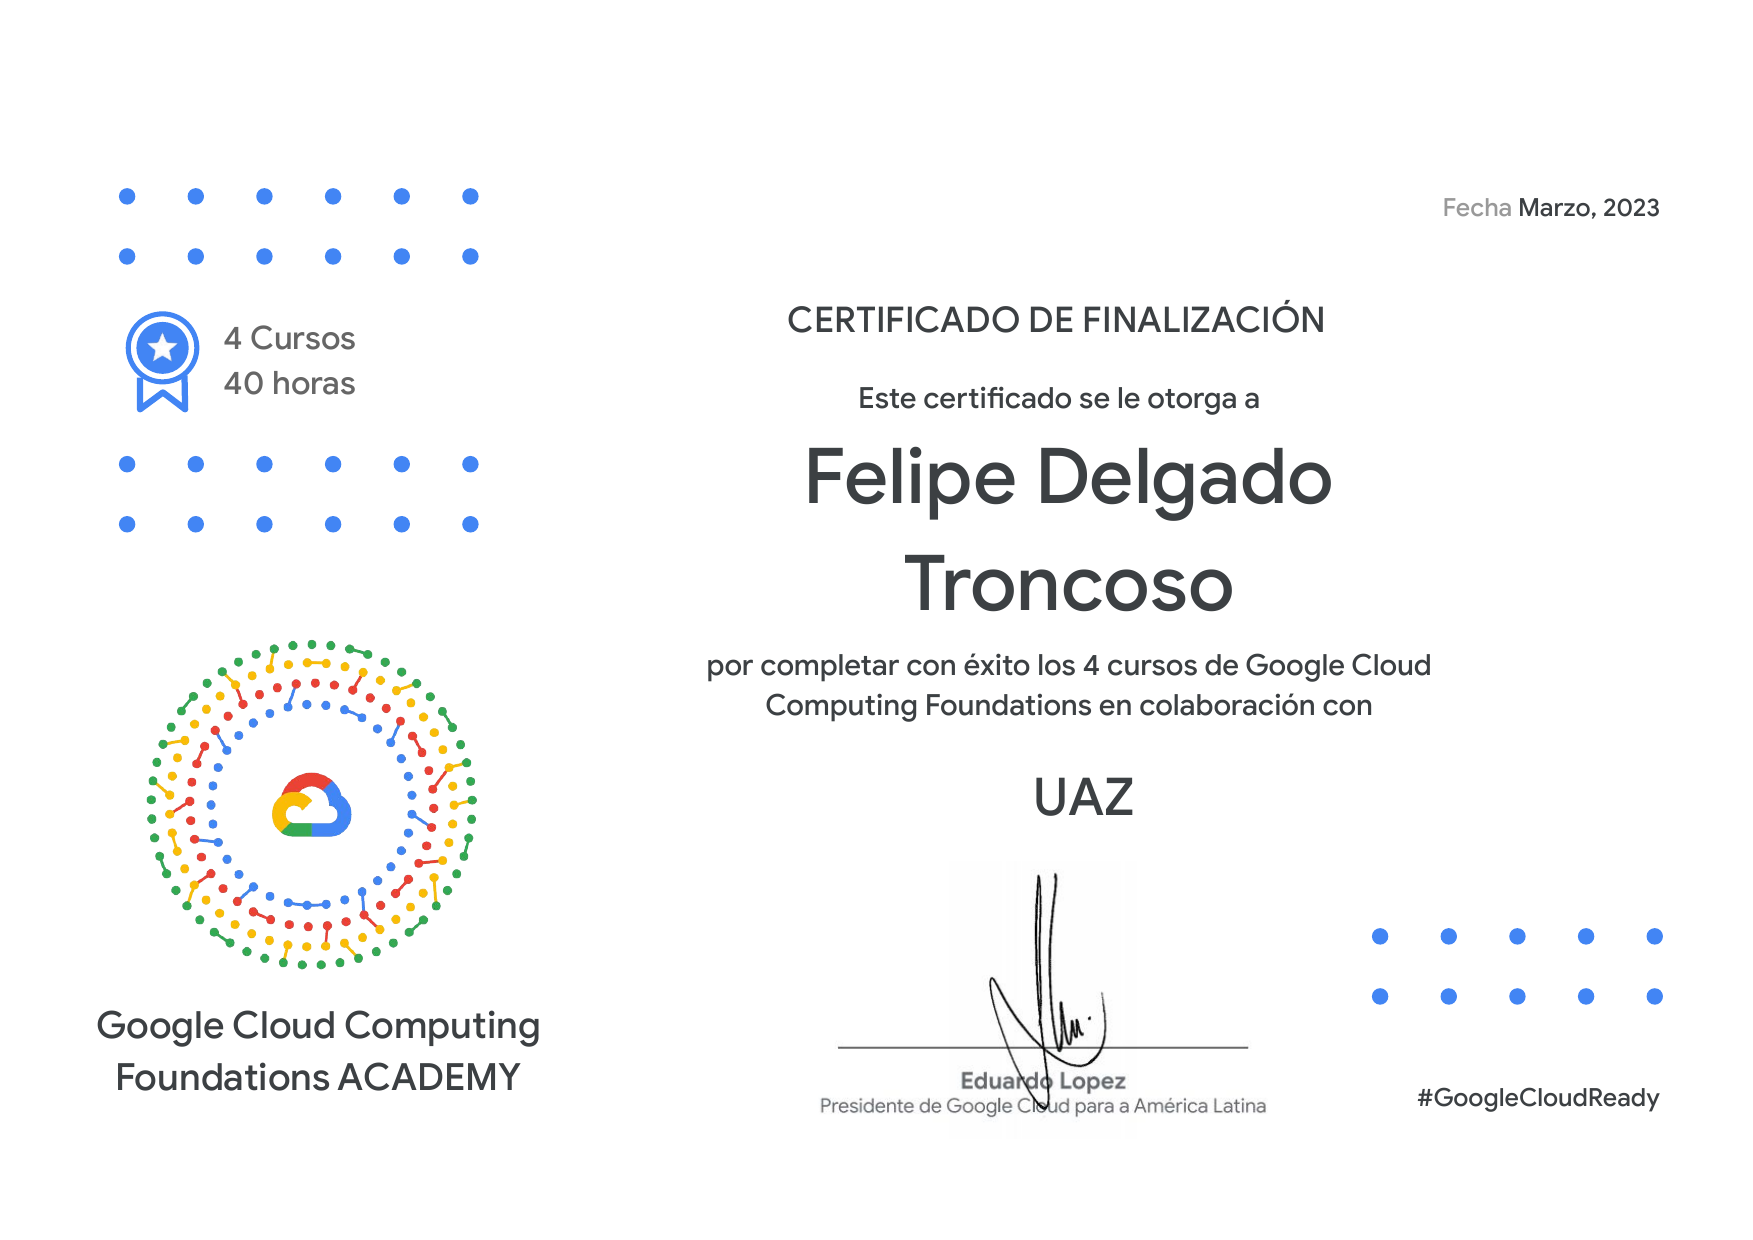 Fecha Marzo, 2023
4 Cursos
40 horas
CERTIFICADO DE FINALIZACIÓN
Este certificado se le otorga a
Felipe Delgado
Troncoso
por completar con éxito los 4 cursos de Google Cloud
Computing Foundations en colaboración con
UAZ
Eduardo Lopez
Presidente de Google Cloud para a América Latina
Google Cloud Computing
Foundations ACADEMY
#GoogleCloudReady